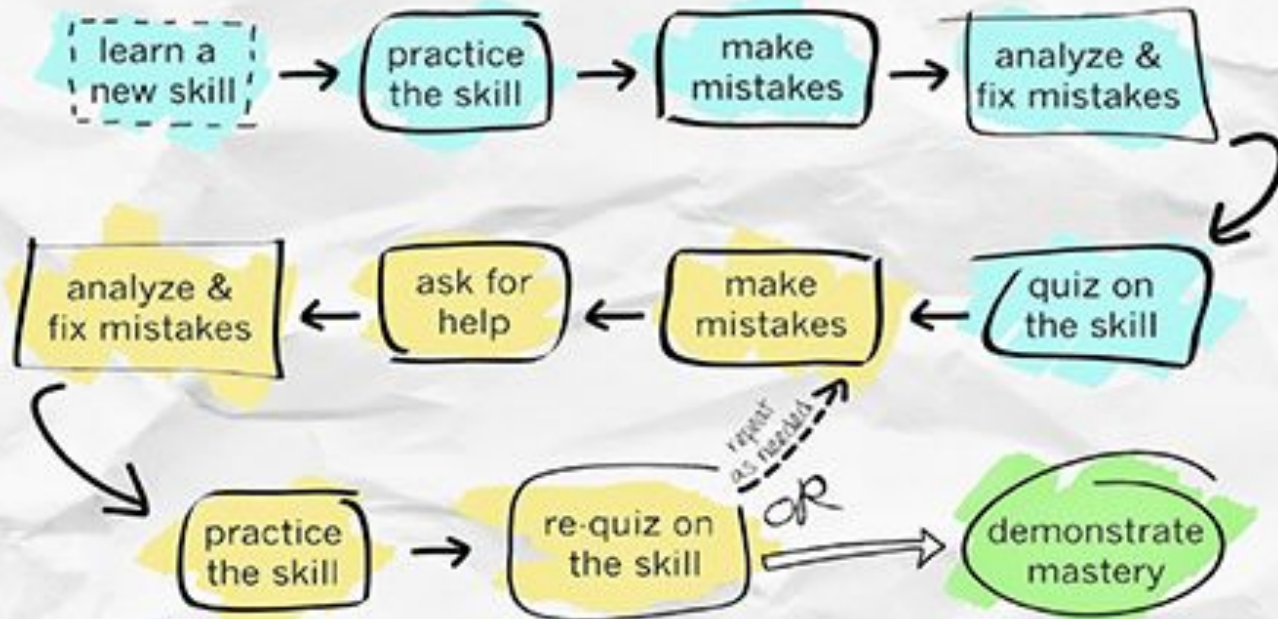 learn a
new skill
practice
the skill
make
mistakes
analyze &
fix mistakes
quiz on
the skill
make
mistakes
ask for
help
analyze &
fix mistakes
practice
the skill
re-quiz on
the skill
repeat
as needed
OR
demonstrate
mastery